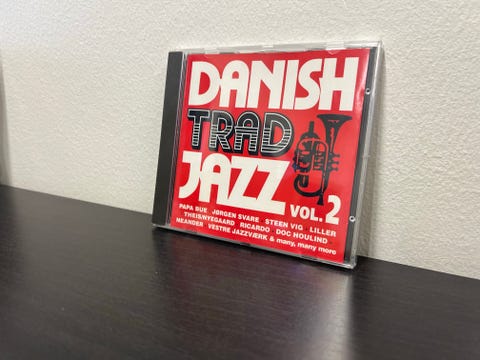 DANISH
TRAD
JAZZ VOL. 2
PAPA BUE JØRGEN SVARE STEEN VIG LILLER
THEIS/NYEGAARD RICARDO DOC HOULIND
NEANDER VESTRE JAZZVÆRK & many, many more